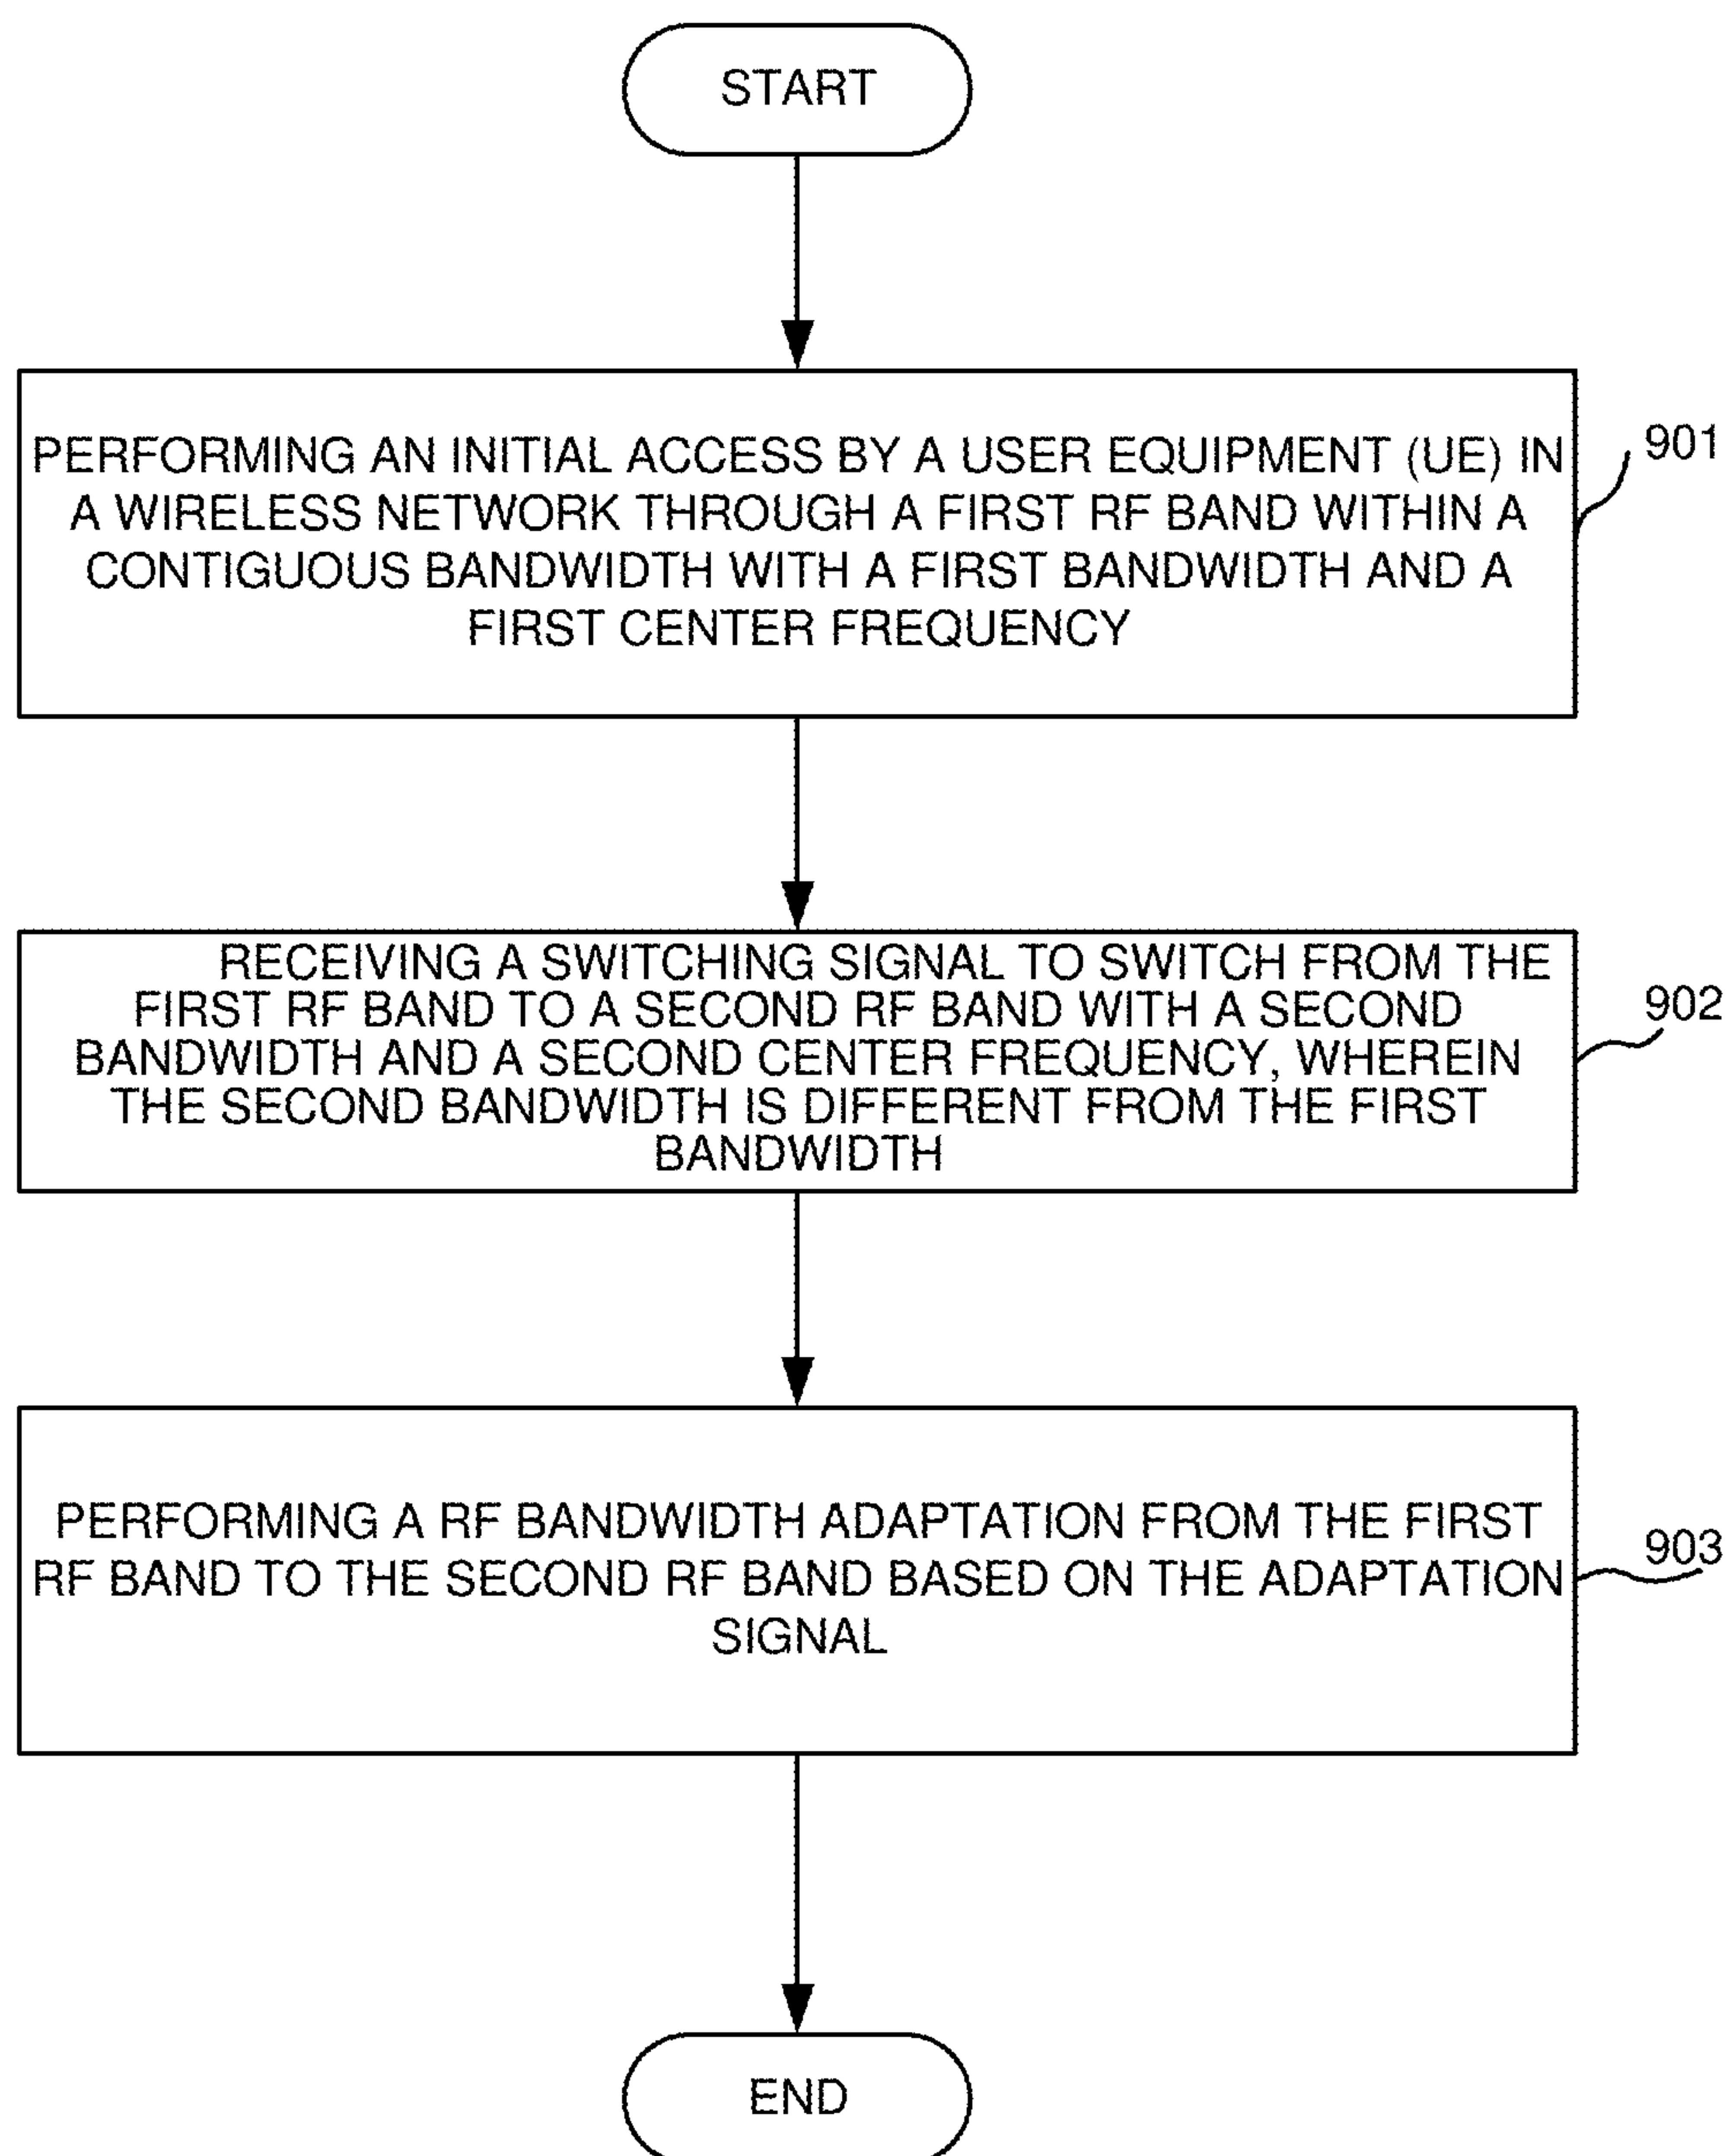 START
PERFORMING AN INITIAL ACCESS BY A USER EQUIPMENT (UE) IN
A WIRELESS NETWORK THROUGH A FIRST RF BAND WITHIN A
CONTIGUOUS BANDWIDTH WITH A FIRST BANDWIDTH AND A
FIRST CENTER FREQUENCY
901
RECEIVING A SWITCHING SIGNAL TO SWITCH FROM THE
FIRST RF BAND TO A SECOND RF BAND WITH A SECOND
BANDWIDTH AND A SECOND CENTER FREQUENCY, WHEREIN
THE SECOND BANDWIDTH IS DIFFERENT FROM THE FIRST
BANDWIDTH
902
PERFORMING A RF BANDWIDTH ADAPTATION FROM THE FIRST
RF BAND TO THE SECOND RF BAND BASED ON THE ADAPTATION
SIGNAL
903
END